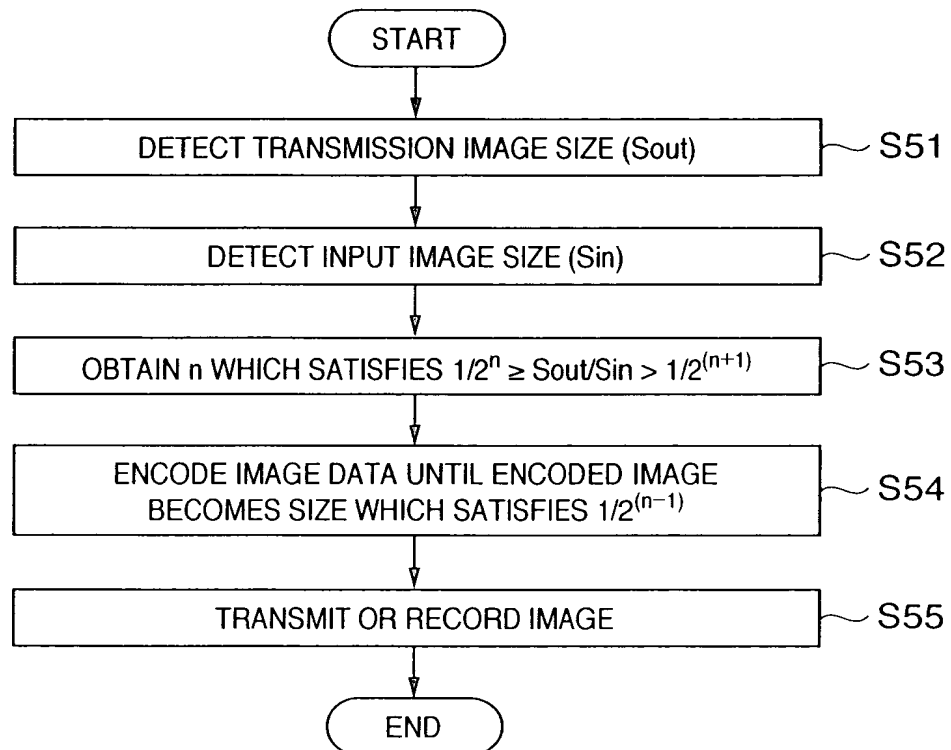 START
DETECT TRANSMISSION IMAGE SIZE (Sout)
S51
DETECT INPUT IMAGE SIZE (Sin)
S52
OBTAIN n WHICH SATISFIES 1/2ⁿ ≥ Sout/Sin > 1/2⁽ⁿ⁺¹⁾
S53
ENCODE IMAGE DATA UNTIL ENCODED IMAGE
BECOMES SIZE WHICH SATISFIES 1/2⁽ⁿ⁻¹⁾
S54
TRANSMIT OR RECORD IMAGE
S55
END